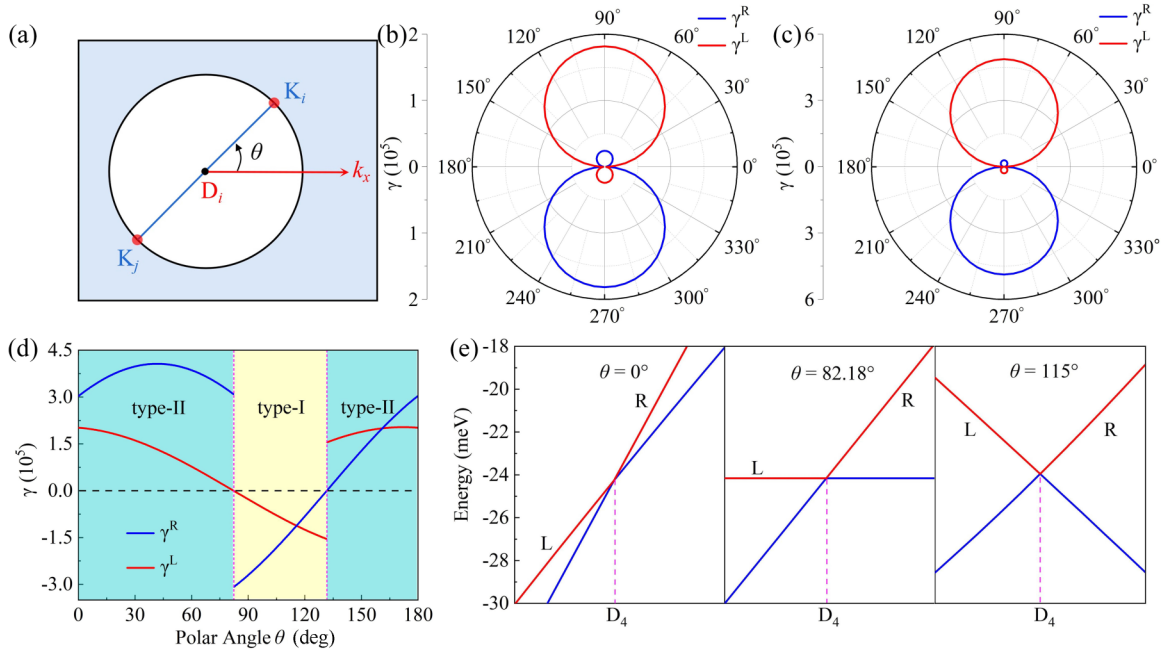 (a)
K_i
θ
k_x
D_i
K_j
(b)
γ^R
γ^L
2
1
0
1
2
γ (10^5)
90°
120°
60°
150°
30°
180°
0°
210°
330°
240°
300°
270°
(c)
γ^R
γ^L
6
3
0
3
6
γ (10^5)
90°
120°
60°
150°
30°
180°
0°
210°
330°
240°
300°
270°
(d)
4.5
3.0
1.5
0.0
-1.5
-3.0
γ (10^5)
type-II
type-I
type-II
γ^R
γ^L
0
30
60
90
120
150
180
Polar Angle θ (deg)
(e)
-18
-20
-22
-24
-26
-28
-30
Energy (meV)
θ = 0°
R
L
D_4
θ = 82.18°
R
L
D_4
θ = 115°
L
R
D_4